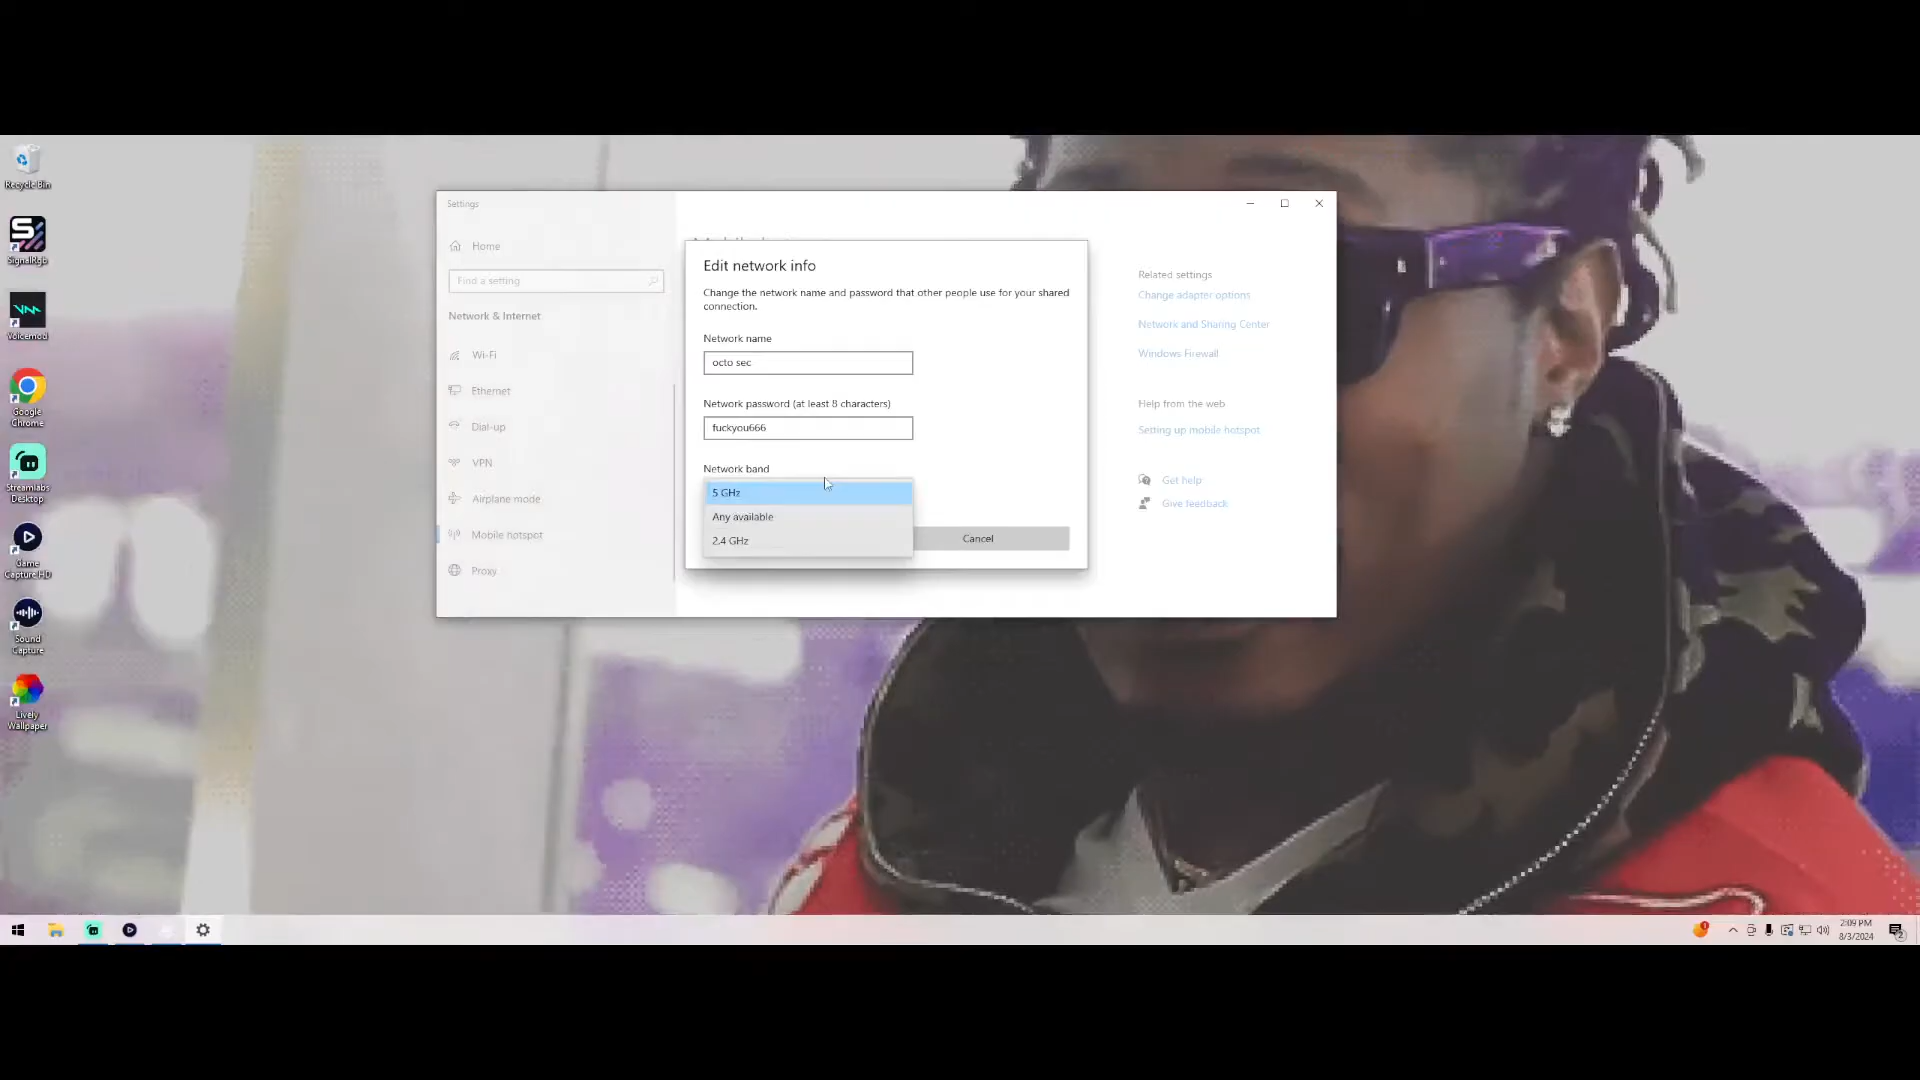 Recycle Bin
SignalRgb
Voicemod
Google
Chrome
Streamlabs
Desktop
Game
Capture HD
Sound
Capture
Lively
Wallpaper
Settings
Home
Find a setting
Network & Internet
Wi-Fi
Ethernet
Dial-up
VPN
Airplane mode
Mobile hotspot
Proxy
Edit network info
Change the network name and password that other people use for your shared
connection.
Network name
octo sec
Network password (at least 8 characters)
fuckyou666
Network band
5 GHz
Any available
2.4 GHz
Cancel
Related settings
Change adapter options
Network and Sharing Center
Windows Firewall
Help from the web
Setting up mobile hotspot
Get help
Give feedback
2:09 PM
8/3/2024